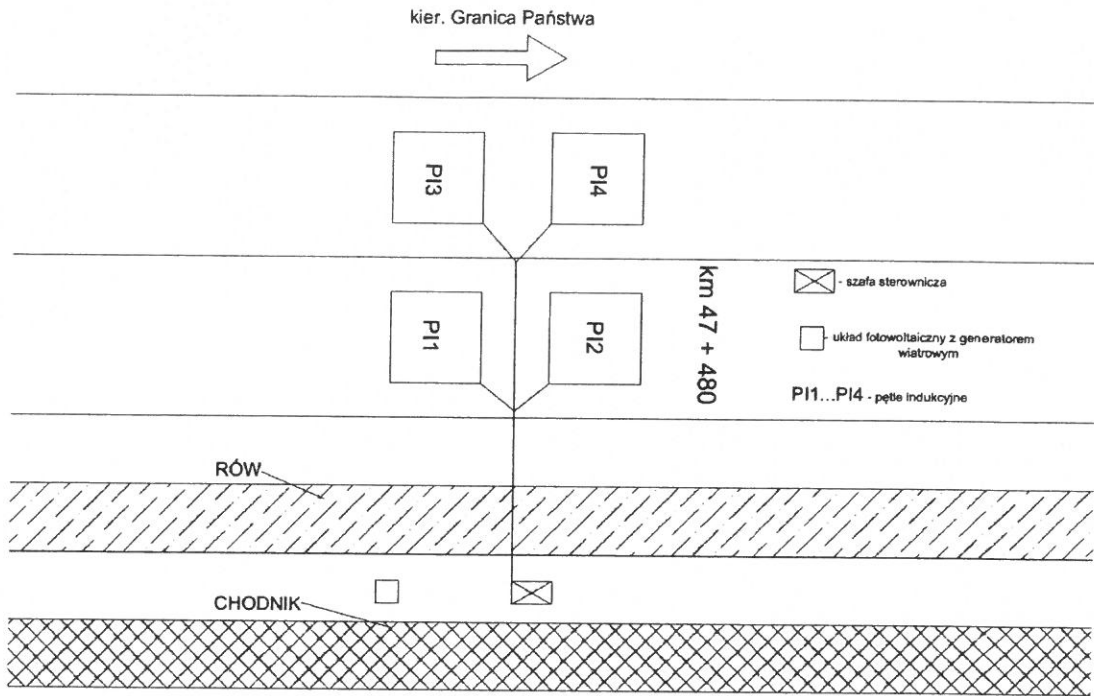 kier. Granica Państwa
PI3
PI4
PI1
PI2
km 47 + 480
- szafa sterownicza
- układ fotowoltaiczny z generatorem
wiatrowym
PI1...PI4 - pętle indukcyjne
RÓW
CHODNIK